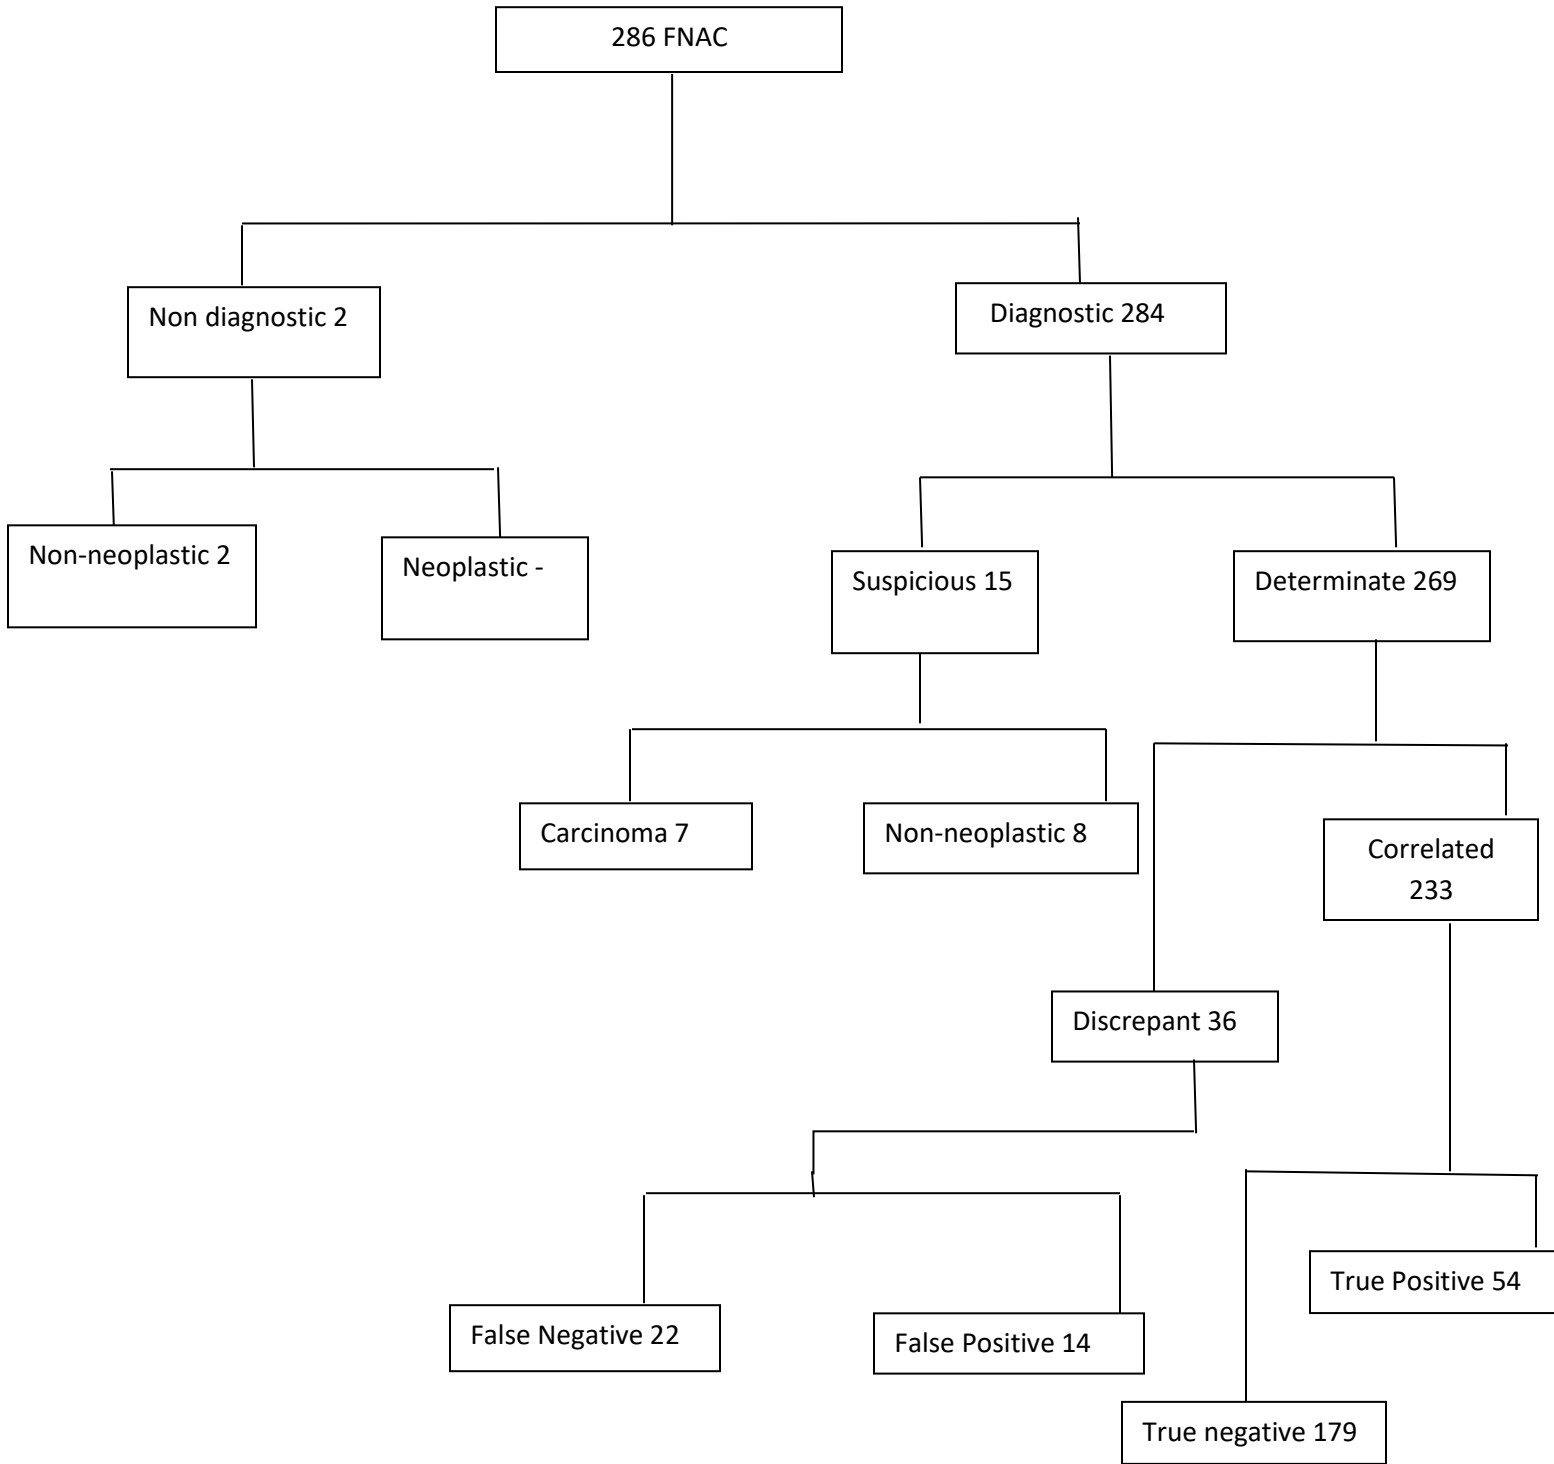 286 FNAC
Non diagnostic 2
Diagnostic 284
Non-neoplastic 2
Neoplastic -
Suspicious 15
Determinate 269
Carcinoma 7
Non-neoplastic 8
Correlated
233
Discrepant 36
False Negative 22
False Positive 14
True Positive 54
True negative 179